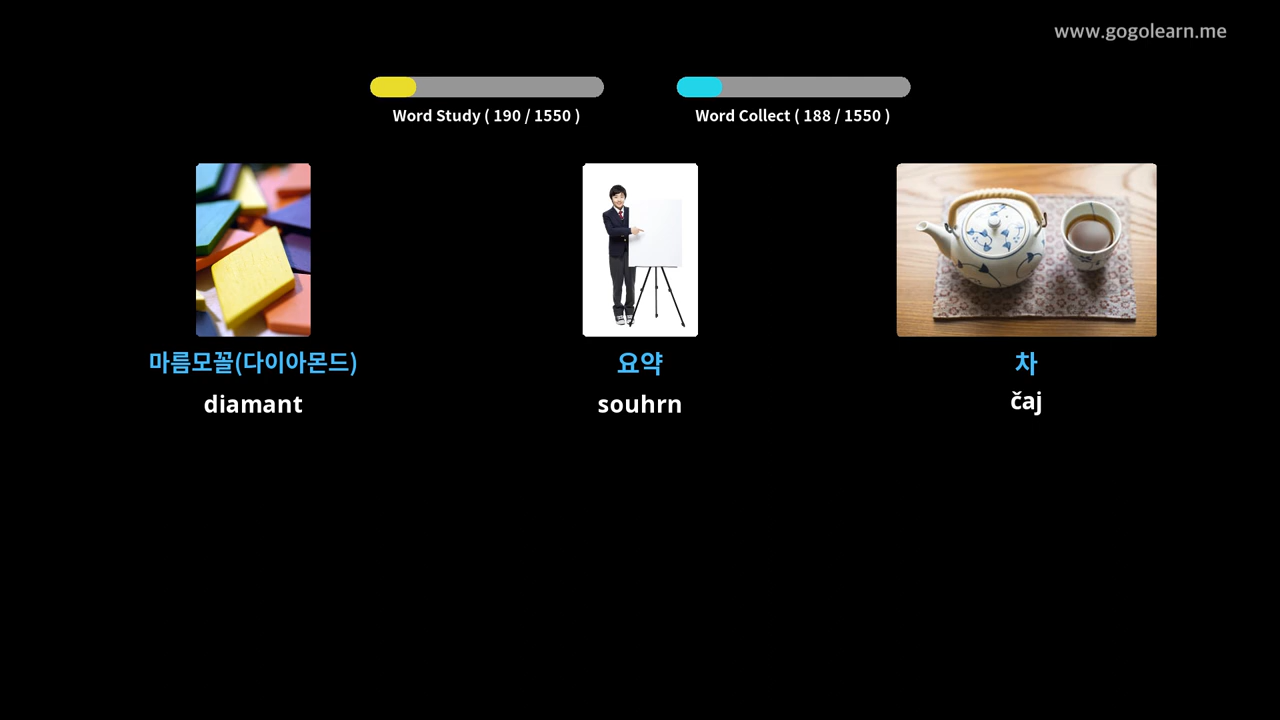 www.gogolearn.me
Word Study ( 190 / 1550 )
Word Collect ( 188 / 1550 )
마름모꼴(다이아몬드)
diamant
요약
souhrn
차
čaj